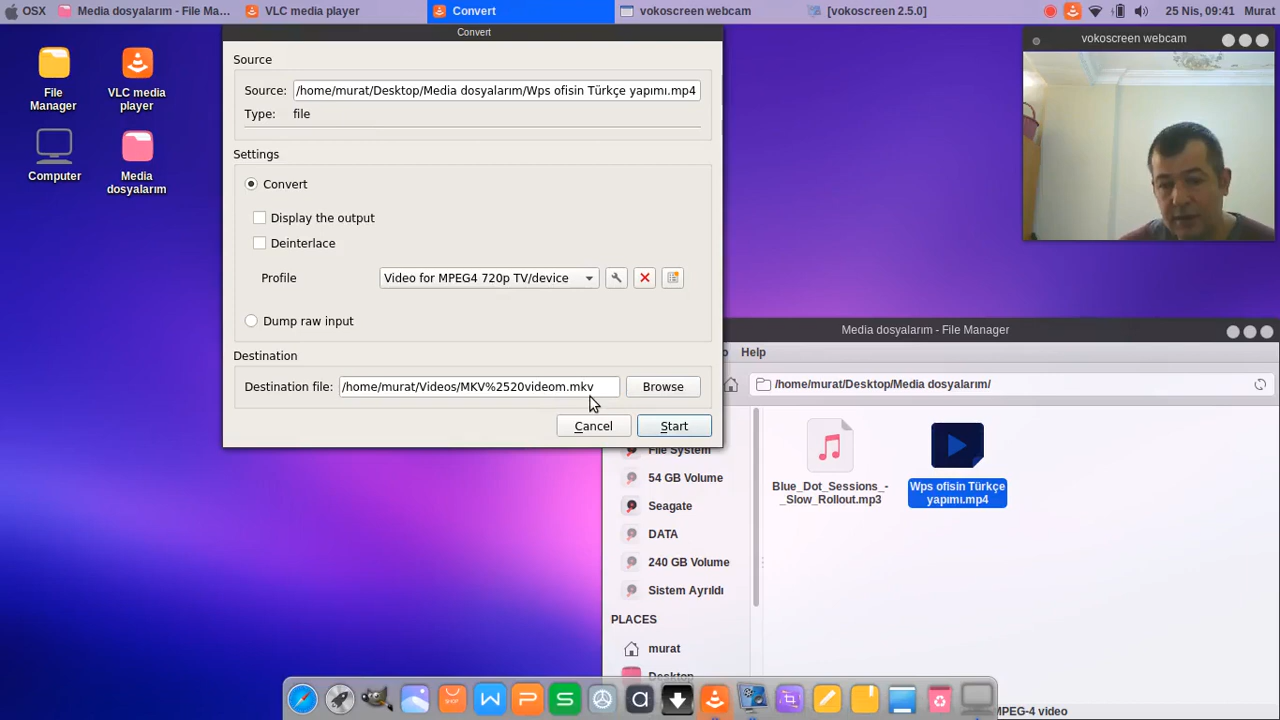 OSX
Media dosyalarım - File Ma...
VLC media player
Convert
vokoscreen webcam
[vokoscreen 2.5.0]
25 Nis, 09:41
Murat
File
Manager
VLC media
player
Computer
Media
dosyalarım
Convert
Source
Source:
/home/murat/Desktop/Media dosyalarım/Wps ofisin Türkçe yapımı.mp4
Type:
file
Settings
Convert
Display the output
Deinterlace
Profile
Video for MPEG4 720p TV/device
Dump raw input
Destination
Destination file:
/home/murat/Videos/MKV%2520videom.mkv
Browse
Cancel
Start
vokoscreen webcam
Media dosyalarım - File Manager
Help
/home/murat/Desktop/Media dosyalarım/
File System
54 GB Volume
Seagate
DATA
240 GB Volume
Sistem Ayrıldı
PLACES
murat
Desktop
Blue_Dot_Sessions_-
_Slow_Rollout.mp3
Wps ofisin Türkçe
yapımı.mp4
MPEG-4 video